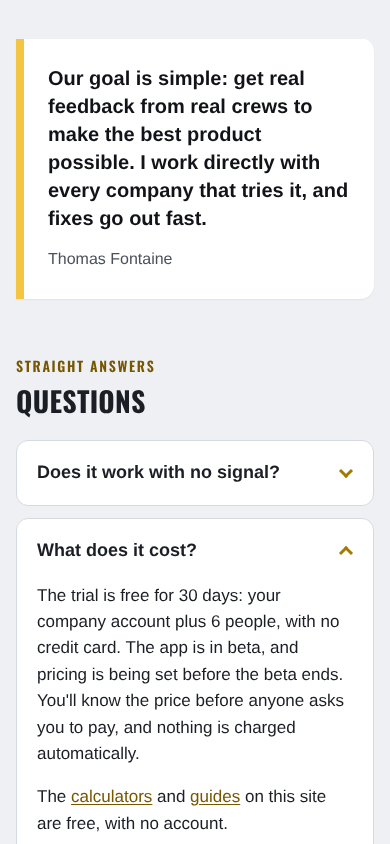 Our goal is simple: get real
feedback from real crews to
make the best product
possible. I work directly with
every company that tries it, and
fixes go out fast.
Thomas Fontaine
STRAIGHT ANSWERS
QUESTIONS
Does it work with no signal?
What does it cost?
The trial is free for 30 days: your
company account plus 6 people, with no
credit card. The app is in beta, and
pricing is being set before the beta ends.
You'll know the price before anyone asks
you to pay, and nothing is charged
automatically.
The calculators and guides on this site
are free, with no account.